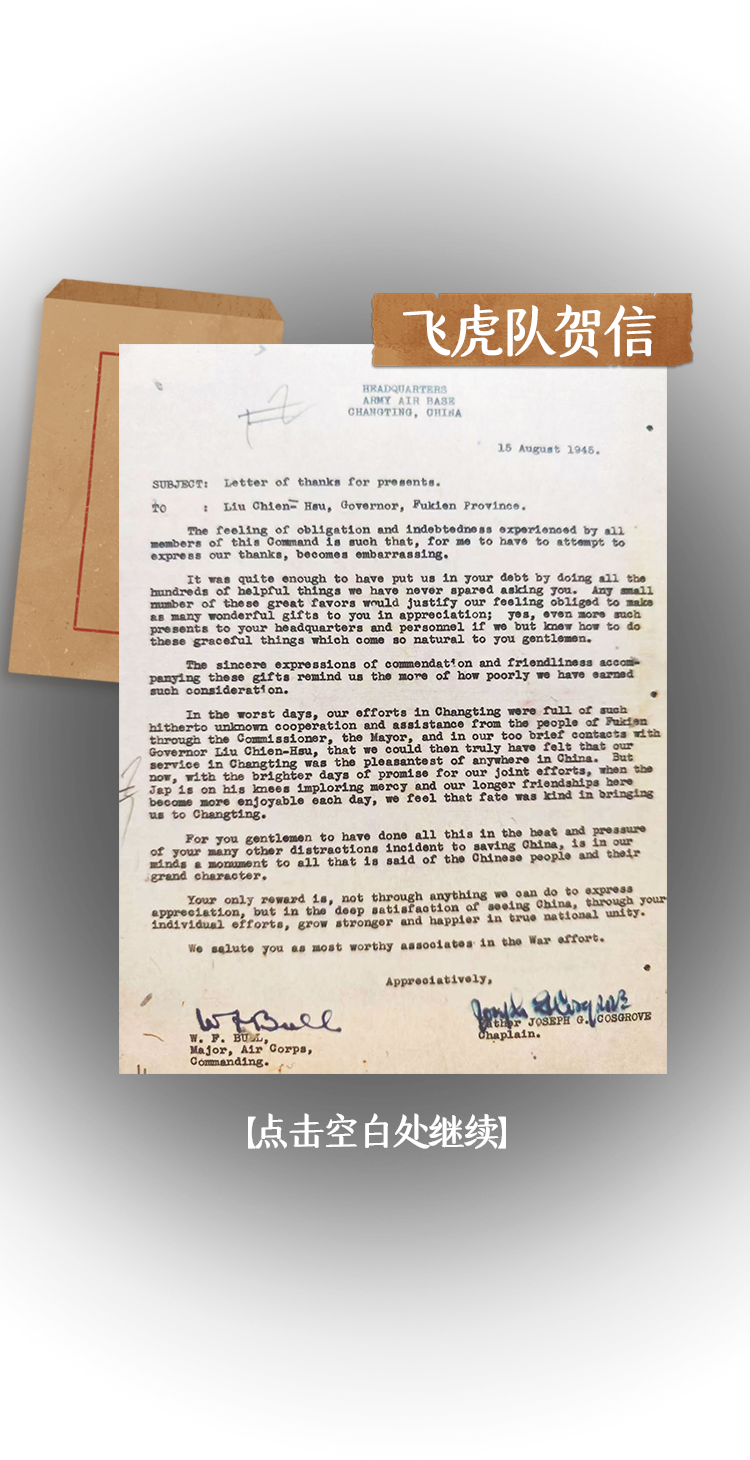 飞虎队贺信
HEADQUARTERS
ARMY AIR BASE
CHANGTING, CHINA
15 August 1945.
SUBJECT: Letter of thanks for presents.
TO : Liu Chien- Hsu, Governor, Fukien Province.
The feeling of obligation and indebtedness experienced by all
members of this Command is such that, for me to have to attempt to
express our thanks, becomes embarrassing.
It was quite enough to have put us in your debt by doing all the
hundreds of helpful things we have never spared asking you. Any small
number of these great favors would justify our feeling obliged to make
as many wonderful gifts to you in appreciation; yes, even more such
presents to your headquarters and personnel if we but knew how to do
these graceful things which come so natural to you gentlemen.
The sincere expressions of commendation and friendliness accom-
panying these gifts remind us the more of how poorly we have earned
such consideration.
In the worst days, our efforts in Changting were full of such
hitherto unknown cooperation and assistance from the people of Fukien
through the Commissioner, the Mayor, and in our too brief contacts with
Governor Liu Chien-Hsu, that we could then truly have felt that our
service in Changting was the pleasantest of anywhere in China. But
now, with the brighter days of promise for our joint efforts, when the
Jap is on his knees imploring mercy and our longer friendships here
become more enjoyable each day, we feel that fate was kind in bringing
us to Changting.
For you gentlemen to have done all this in the heat and pressure
of your many other distractions incident to saving China, is in our
minds a monument to all that is said of the Chinese people and their
grand character.
Your only reward is, not through anything we can do to express
appreciation, but in the deep satisfaction of seeing China, through your
individual efforts, grow stronger and happier in true national unity.
We salute you as most worthy associates in the War effort.
Appreciatively,
W F Bull
W. F. BULL,
Major, Air Corps,
Commanding.
Father JOSEPH G. COSGROVE
Chaplain.
【点击空白处继续】